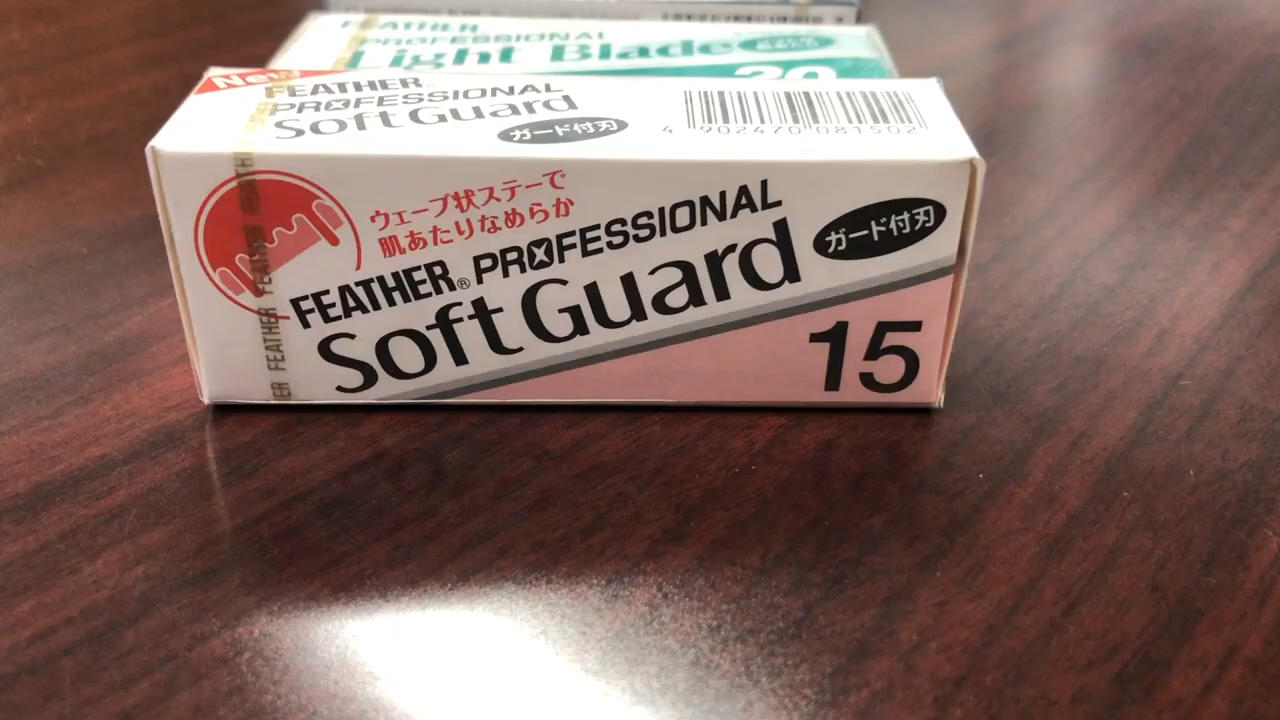 FEATHER
PROFESSIONAL
Light Blade
20
New
FEATHER
PROFESSIONAL
Soft Guard
ガード付刃
4 902470 081502
ウェーブ状ステーで
肌あたりなめらか
FEATHER® PROFESSIONAL
Soft Guard
ガード付刃
15
FEATHER FEATHER